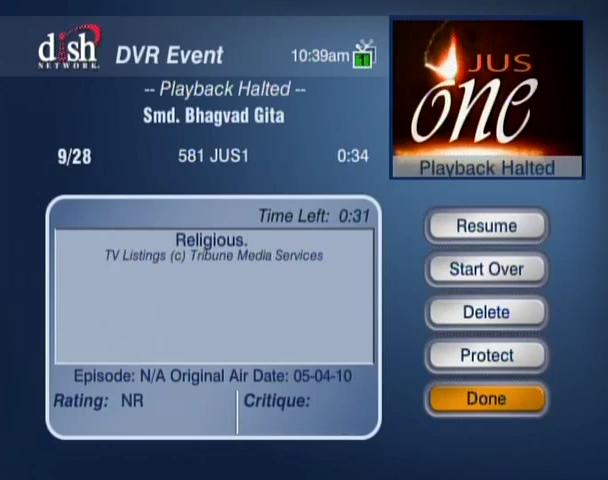 dish
NETWORK.
DVR Event
10:39am
1
-- Playback Halted --
Smd. Bhagvad Gita
9/28 581 JUS1 0:34
JUS
one
Playback Halted
Time Left: 0:31
Religious.
TV Listings (c) Tribune Media Services
Episode: N/A Original Air Date: 05-04-10
Rating: NR Critique:
Resume
Start Over
Delete
Protect
Done